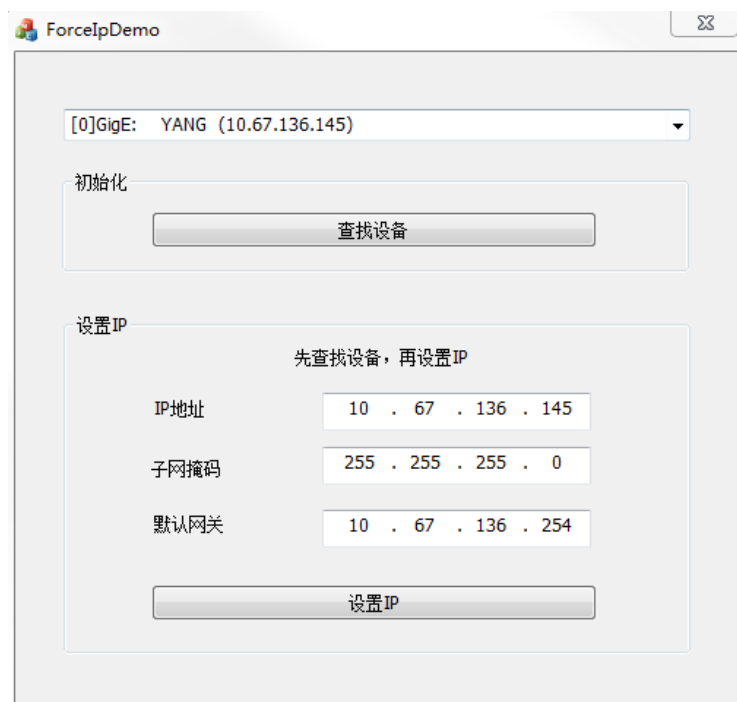 ForceIpDemo
[0]GigE: YANG (10.67.136.145)
初始化
查找设备
设置IP
先查找设备，再设置IP
IP地址 10 . 67 . 136 . 145
子网掩码 255 . 255 . 255 . 0
默认网关 10 . 67 . 136 . 254
设置IP